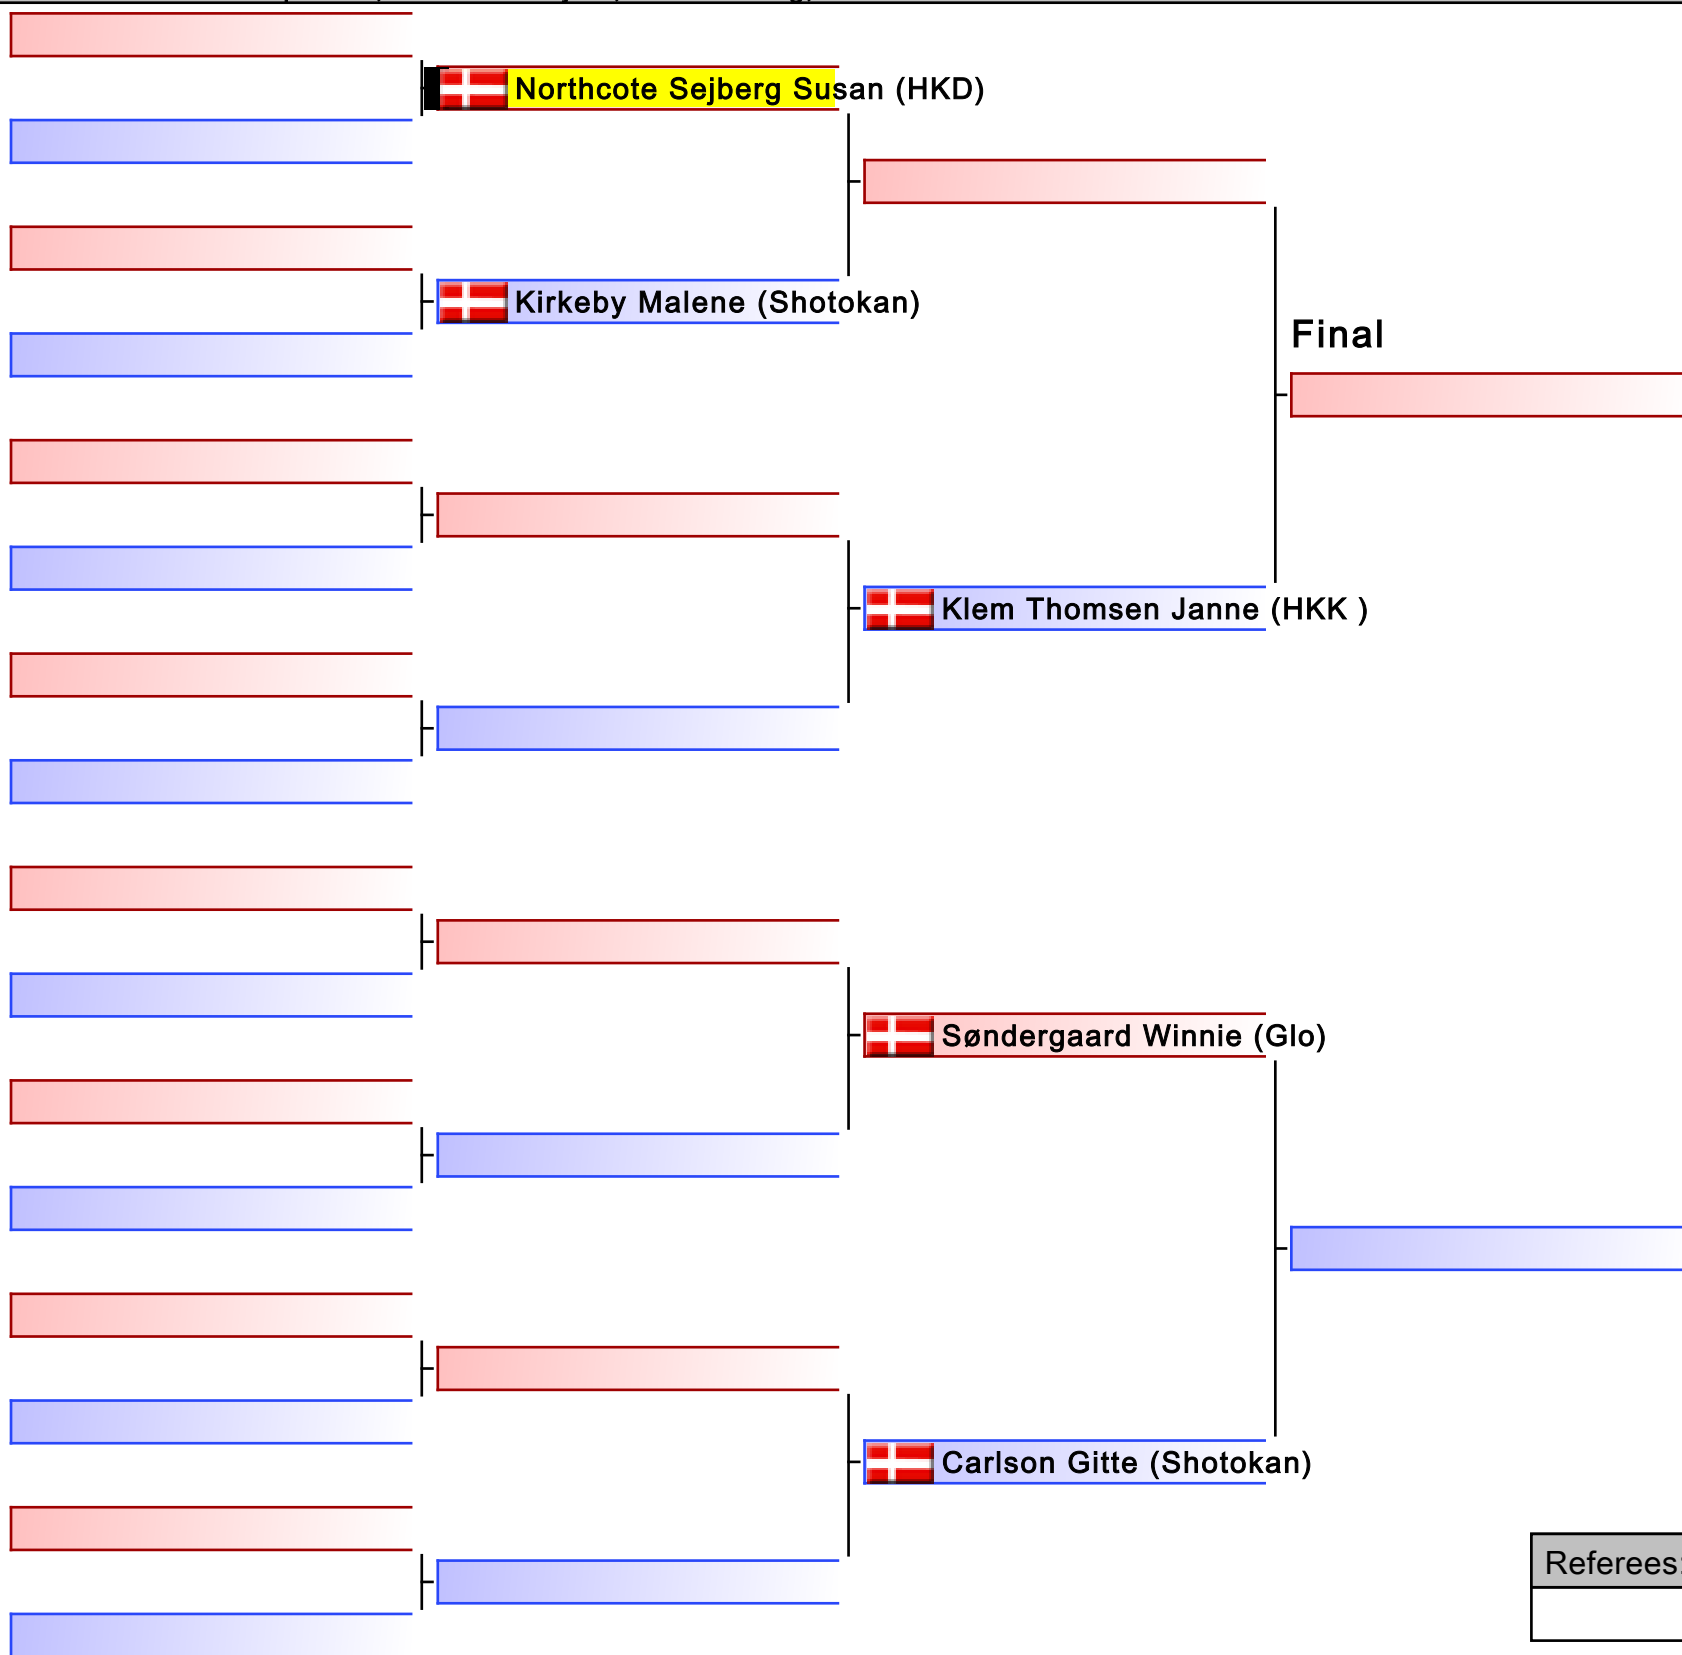 Northcote Sejberg Susan (HKD)
Kirkeby Malene (Shotokan)
Final
Klem Thomsen Janne (HKK )
Søndergaard Winnie (Glo)
Carlson Gitte (Shotokan)
Referees: